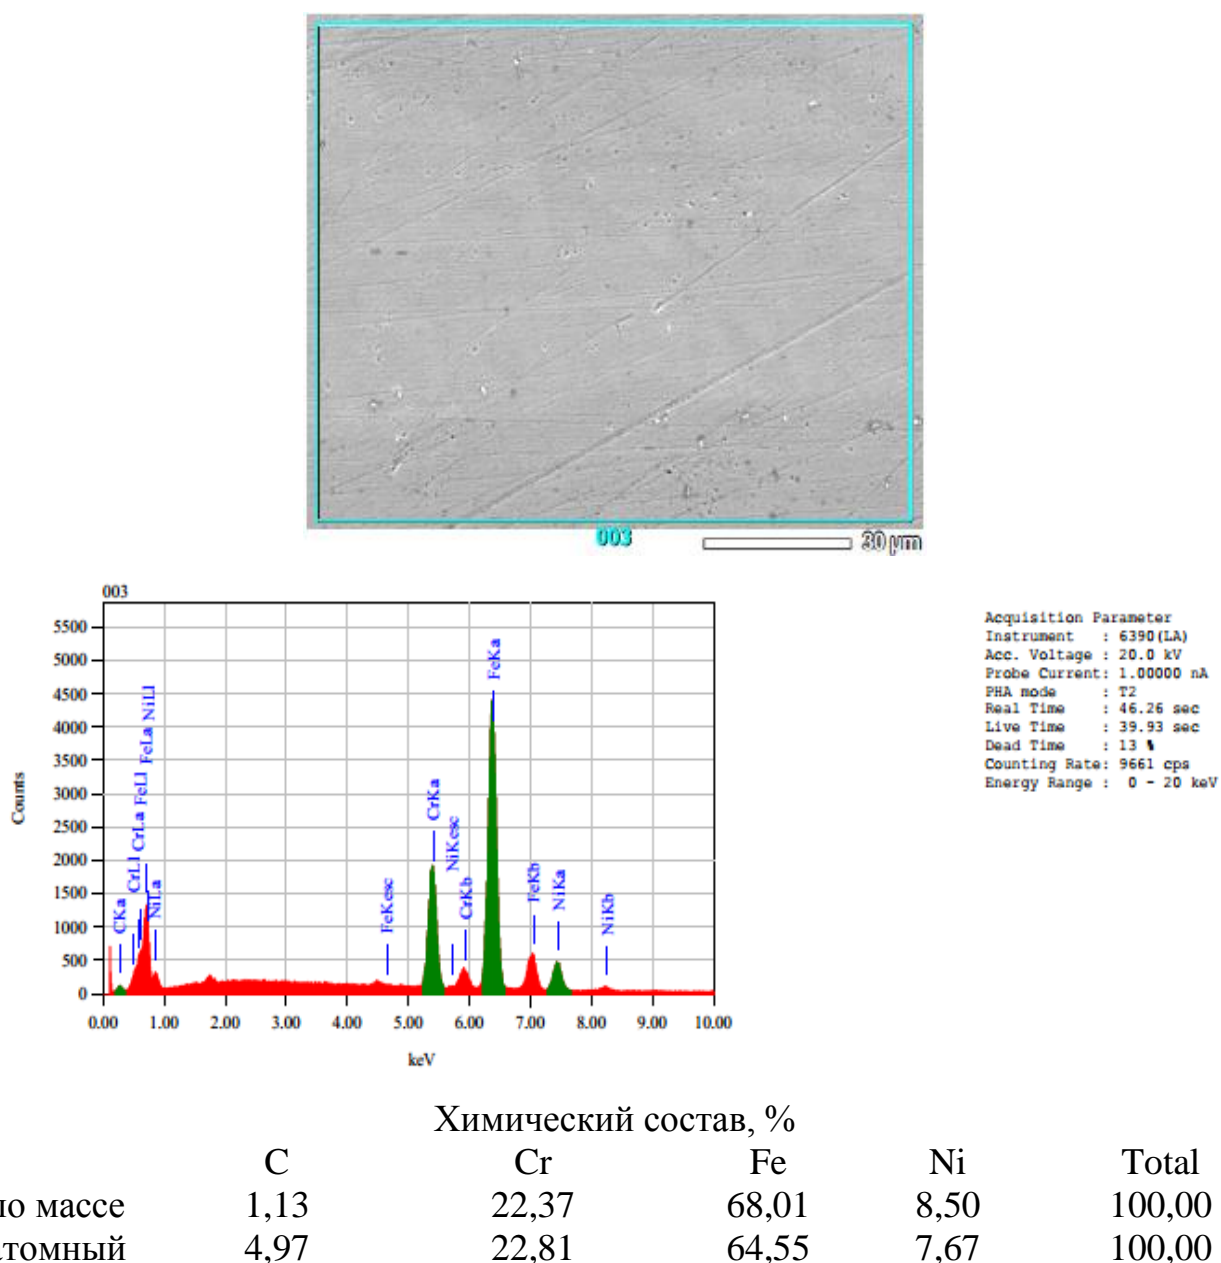 003
30 µm
003
Acquisition Parameter
Instrument : 6390(LA)
Acc. Voltage : 20.0 kV
Probe Current: 1.00000 nA
PHA mode : T2
Real Time : 46.26 sec
Live Time : 39.93 sec
Dead Time : 13 %
Counting Rate: 9661 cps
Energy Range : 0 - 20 keV
Counts
5500
5000
4500
4000
3500
3000
2500
2000
1500
1000
500
0
CKa
CrLl
CrLa
FeLl
FeLa
NiLl
NiLa
FeKesc
CrKa
NiKesc
CrKb
FeKa
FeKb
NiKa
NiKb
0.00 1.00 2.00 3.00 4.00 5.00 6.00 7.00 8.00 9.00 10.00
keV
Химический состав, %
C Cr Fe Ni Total
по массе 1,13 22,37 68,01 8,50 100,00
атомный 4,97 22,81 64,55 7,67 100,00